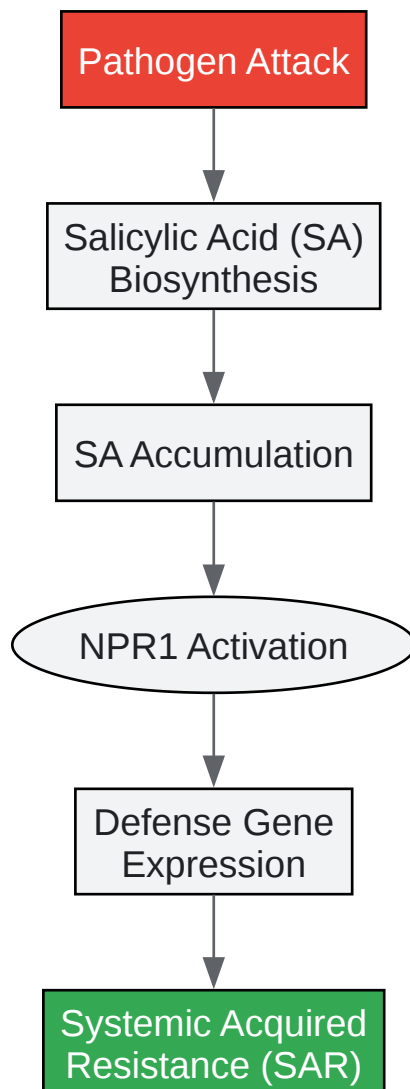 Pathogen Attack
Salicylic Acid (SA)
Biosynthesis
SA Accumulation
NPR1 Activation
Defense Gene
Expression
Systemic Acquired
Resistance (SAR)